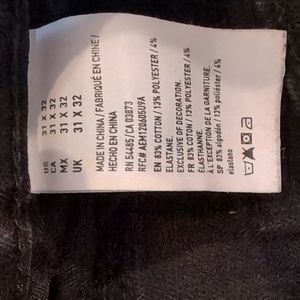 US 31 X 32
CA 31 X 32
MX 31 X 32
UK 31 X 32
MADE IN CHINA / FABRIQUÉ EN CHINE /
HECHO EN CHINA
RN 54485 / CA 03873
RFC# AEM120605U9A
EN 83% COTTON / 13% POLYESTER / 4%
ELASTANE.
EXCLUSIVE OF DECORATION.
FR 83% COTON / 13% POLYESTER / 4%
ÉLASTHANNE.
À L'EXCEPTION DE LA GARNITURE.
SP 83% algodón / 13% poliéster / 4%
elastano